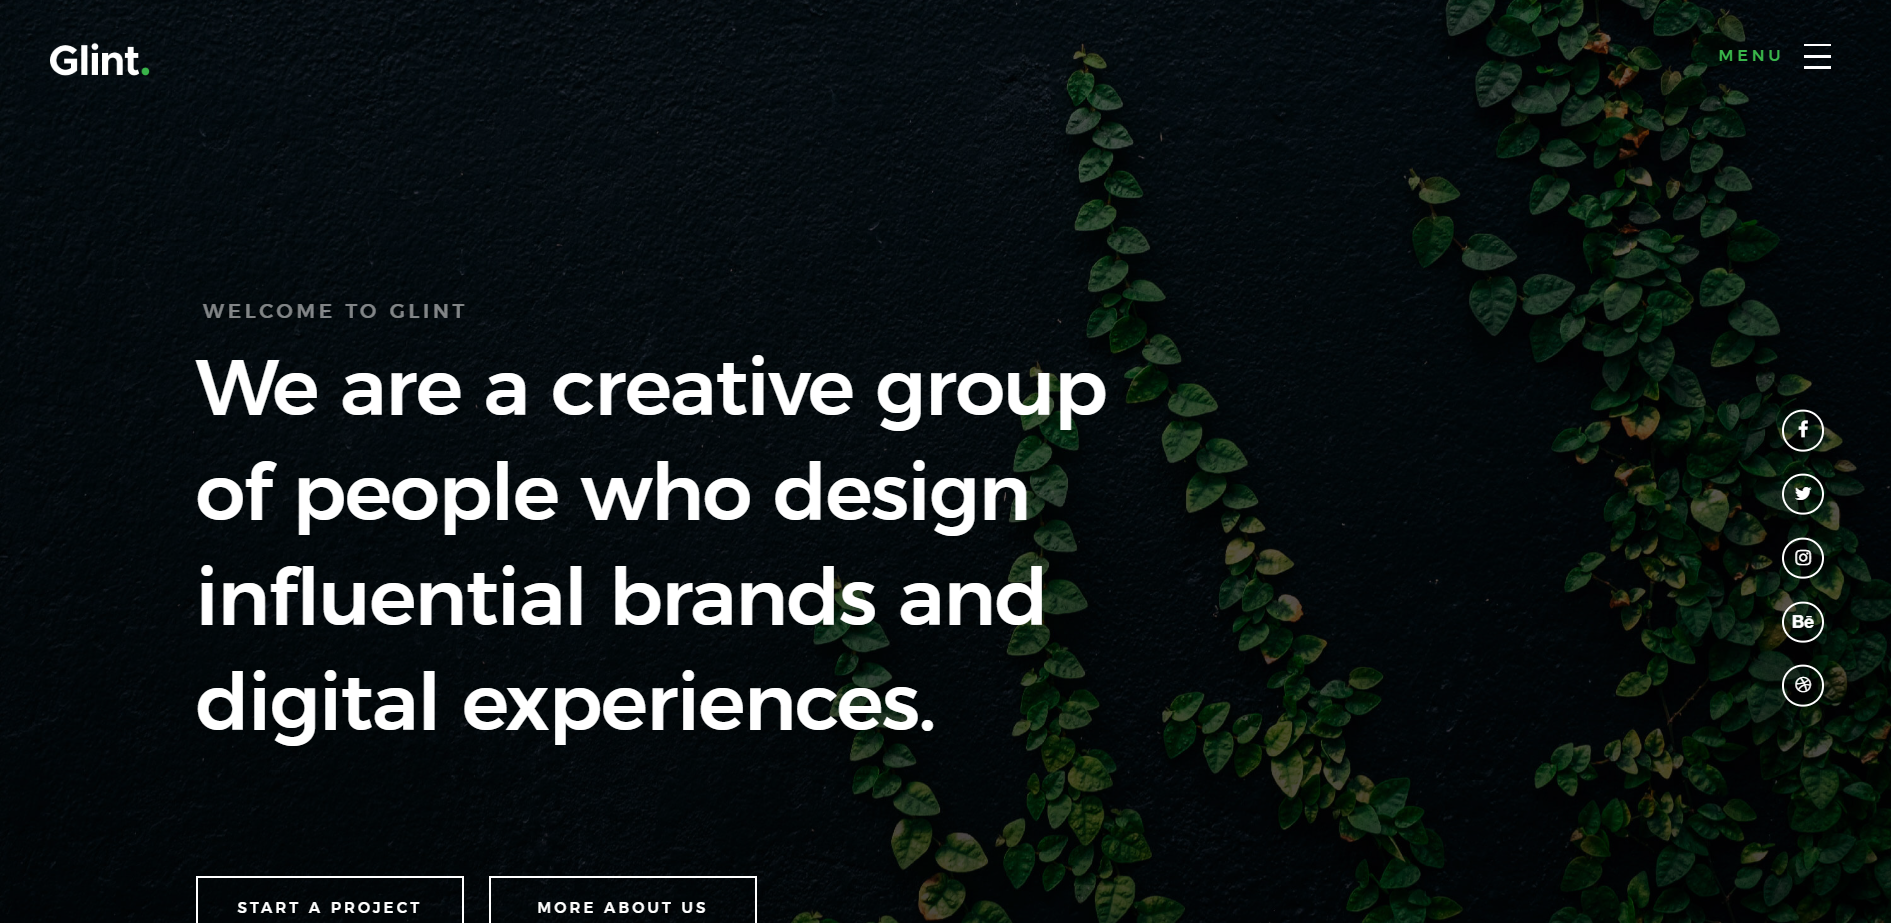 Glint.
MENU
WELCOME TO GLINT
We are a creative group
of people who design
influential brands and
digital experiences.
Bē
START A PROJECT
MORE ABOUT US